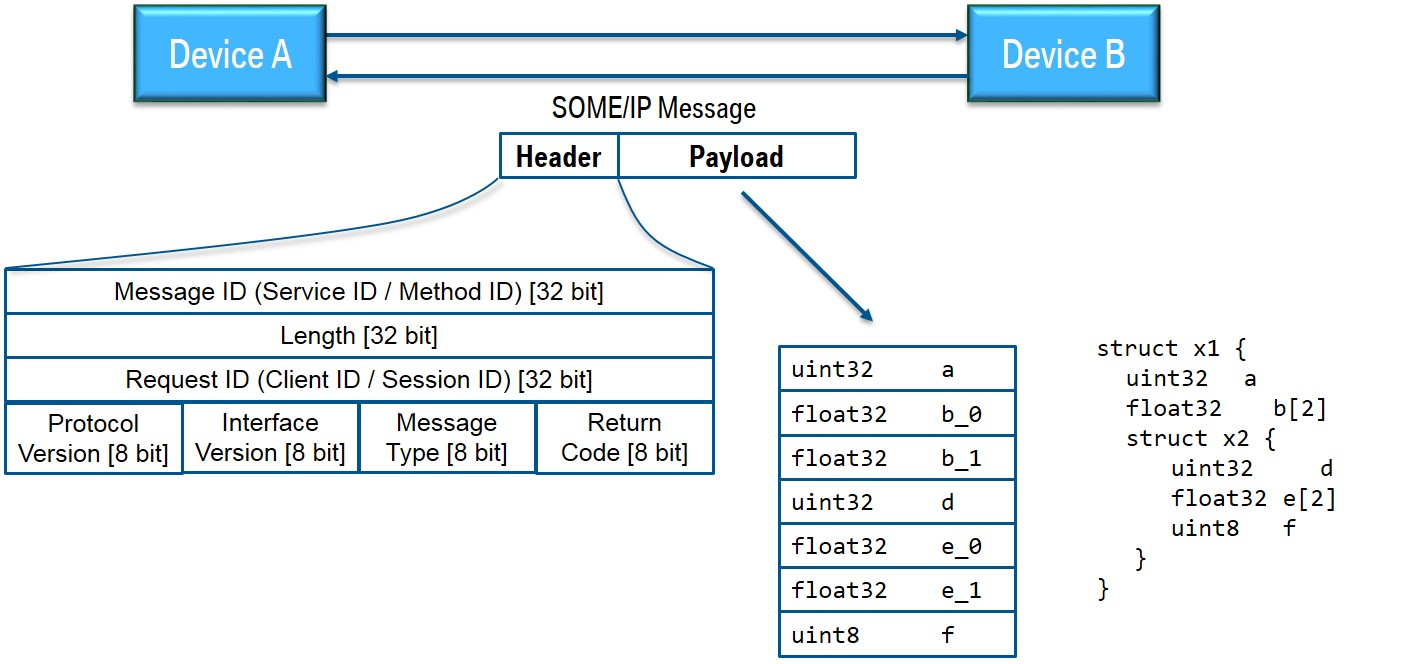 Device A
Device B
SOME/IP Message
Header Payload
Message ID (Service ID / Method ID) [32 bit]
Length [32 bit]
Request ID (Client ID / Session ID) [32 bit]
Protocol
Version [8 bit]
Interface
Version [8 bit]
Message
Type [8 bit]
Return
Code [8 bit]
uint32 a
float32 b_0
float32 b_1
uint32 d
float32 e_0
float32 e_1
uint8 f
struct x1 {
uint32 a
float32 b[2]
struct x2 {
uint32 d
float32 e[2]
uint8 f
}
}